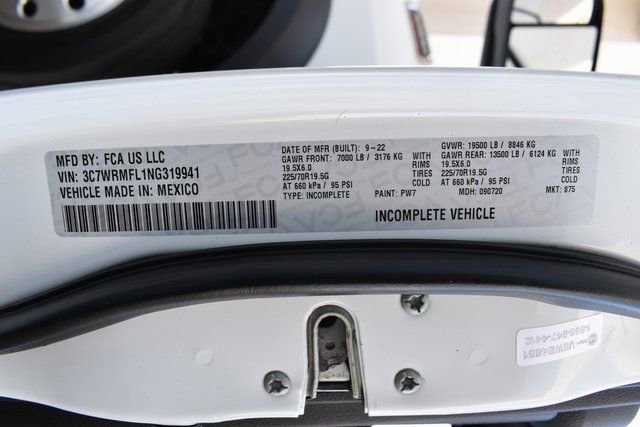 MFD BY: FCA US LLC
VIN: 3C7WRMFL1NG319941
VEHICLE MADE IN: MEXICO
DATE OF MFR (BUILT): 9-22
GAWR FRONT: 7000 LB / 3176 KG
WITH
19.5X6.0
RIMS
225/70R19.5G
TIRES
AT 660 kPa / 95 PSI
TYPE: INCOMPLETE
PAINT: PW7
GVWR: 19500 LB / 8846 KG
GAWR REAR: 13500 LB / 6124 KG
WITH
19.5X6.0
RIMS
225/70R19.5G
TIRES
AT 660 kPa / 95 PSI
MDH: 090720
MKT: 875
INCOMPLETE VEHICLE